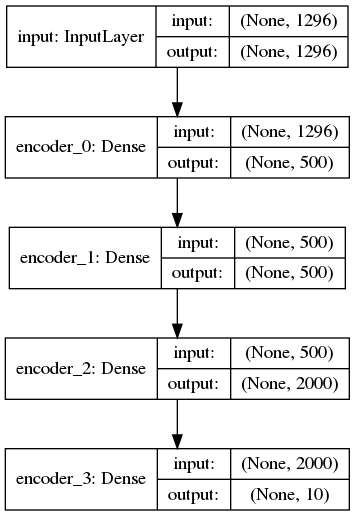 input: InputLayer
input: (None, 1296)
output: (None, 1296)
encoder_0: Dense
input: (None, 1296)
output: (None, 500)
encoder_1: Dense
input: (None, 500)
output: (None, 500)
encoder_2: Dense
input: (None, 500)
output: (None, 2000)
encoder_3: Dense
input: (None, 2000)
output: (None, 10)